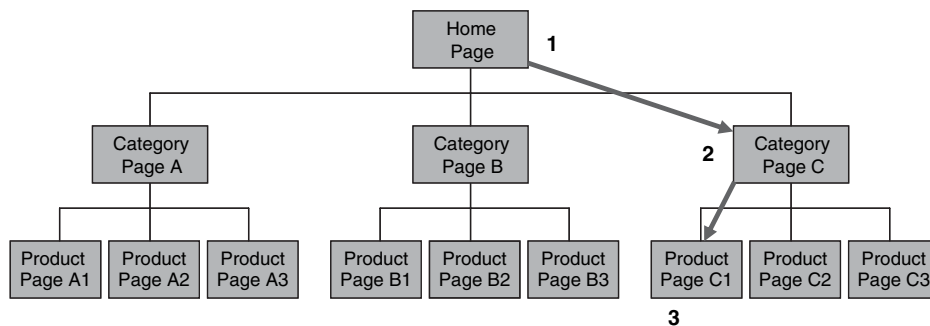 Home
Page
1
Category
Page A
Category
Page B
2
Category
Page C
Product
Page A1
Product
Page A2
Product
Page A3
Product
Page B1
Product
Page B2
Product
Page B3
Product
Page C1
Product
Page C2
Product
Page C3
3